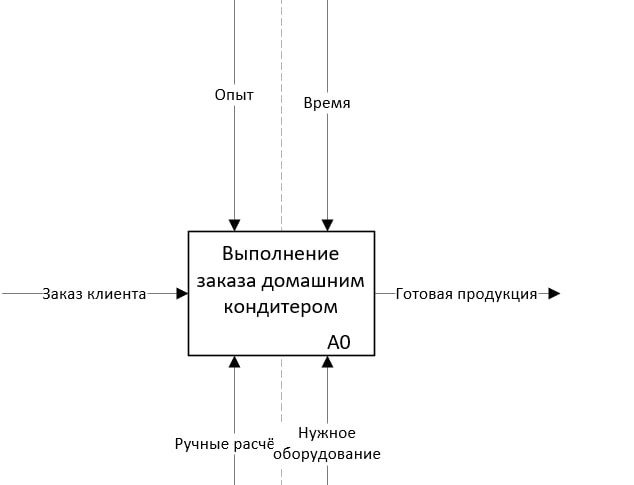 Опыт
Время
Выполнение
заказа домашним
кондитером
A0
Заказ клиента
Готовая продукция
Ручные расчё
Нужное
оборудование